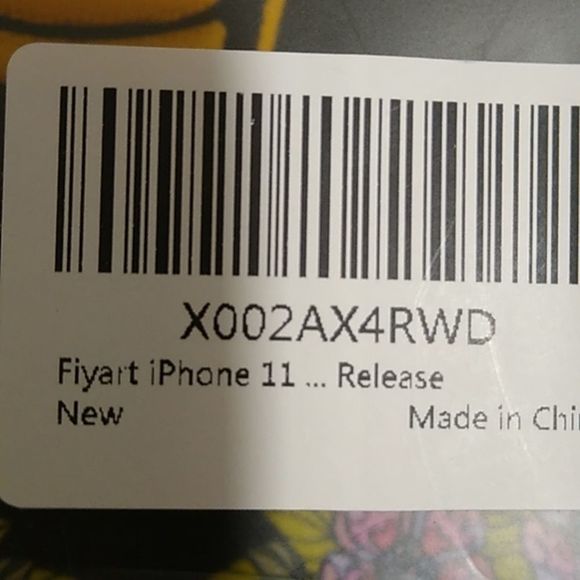 X002AX4RWD
Fiyart iPhone 11 ... Release
New
Made in Chi